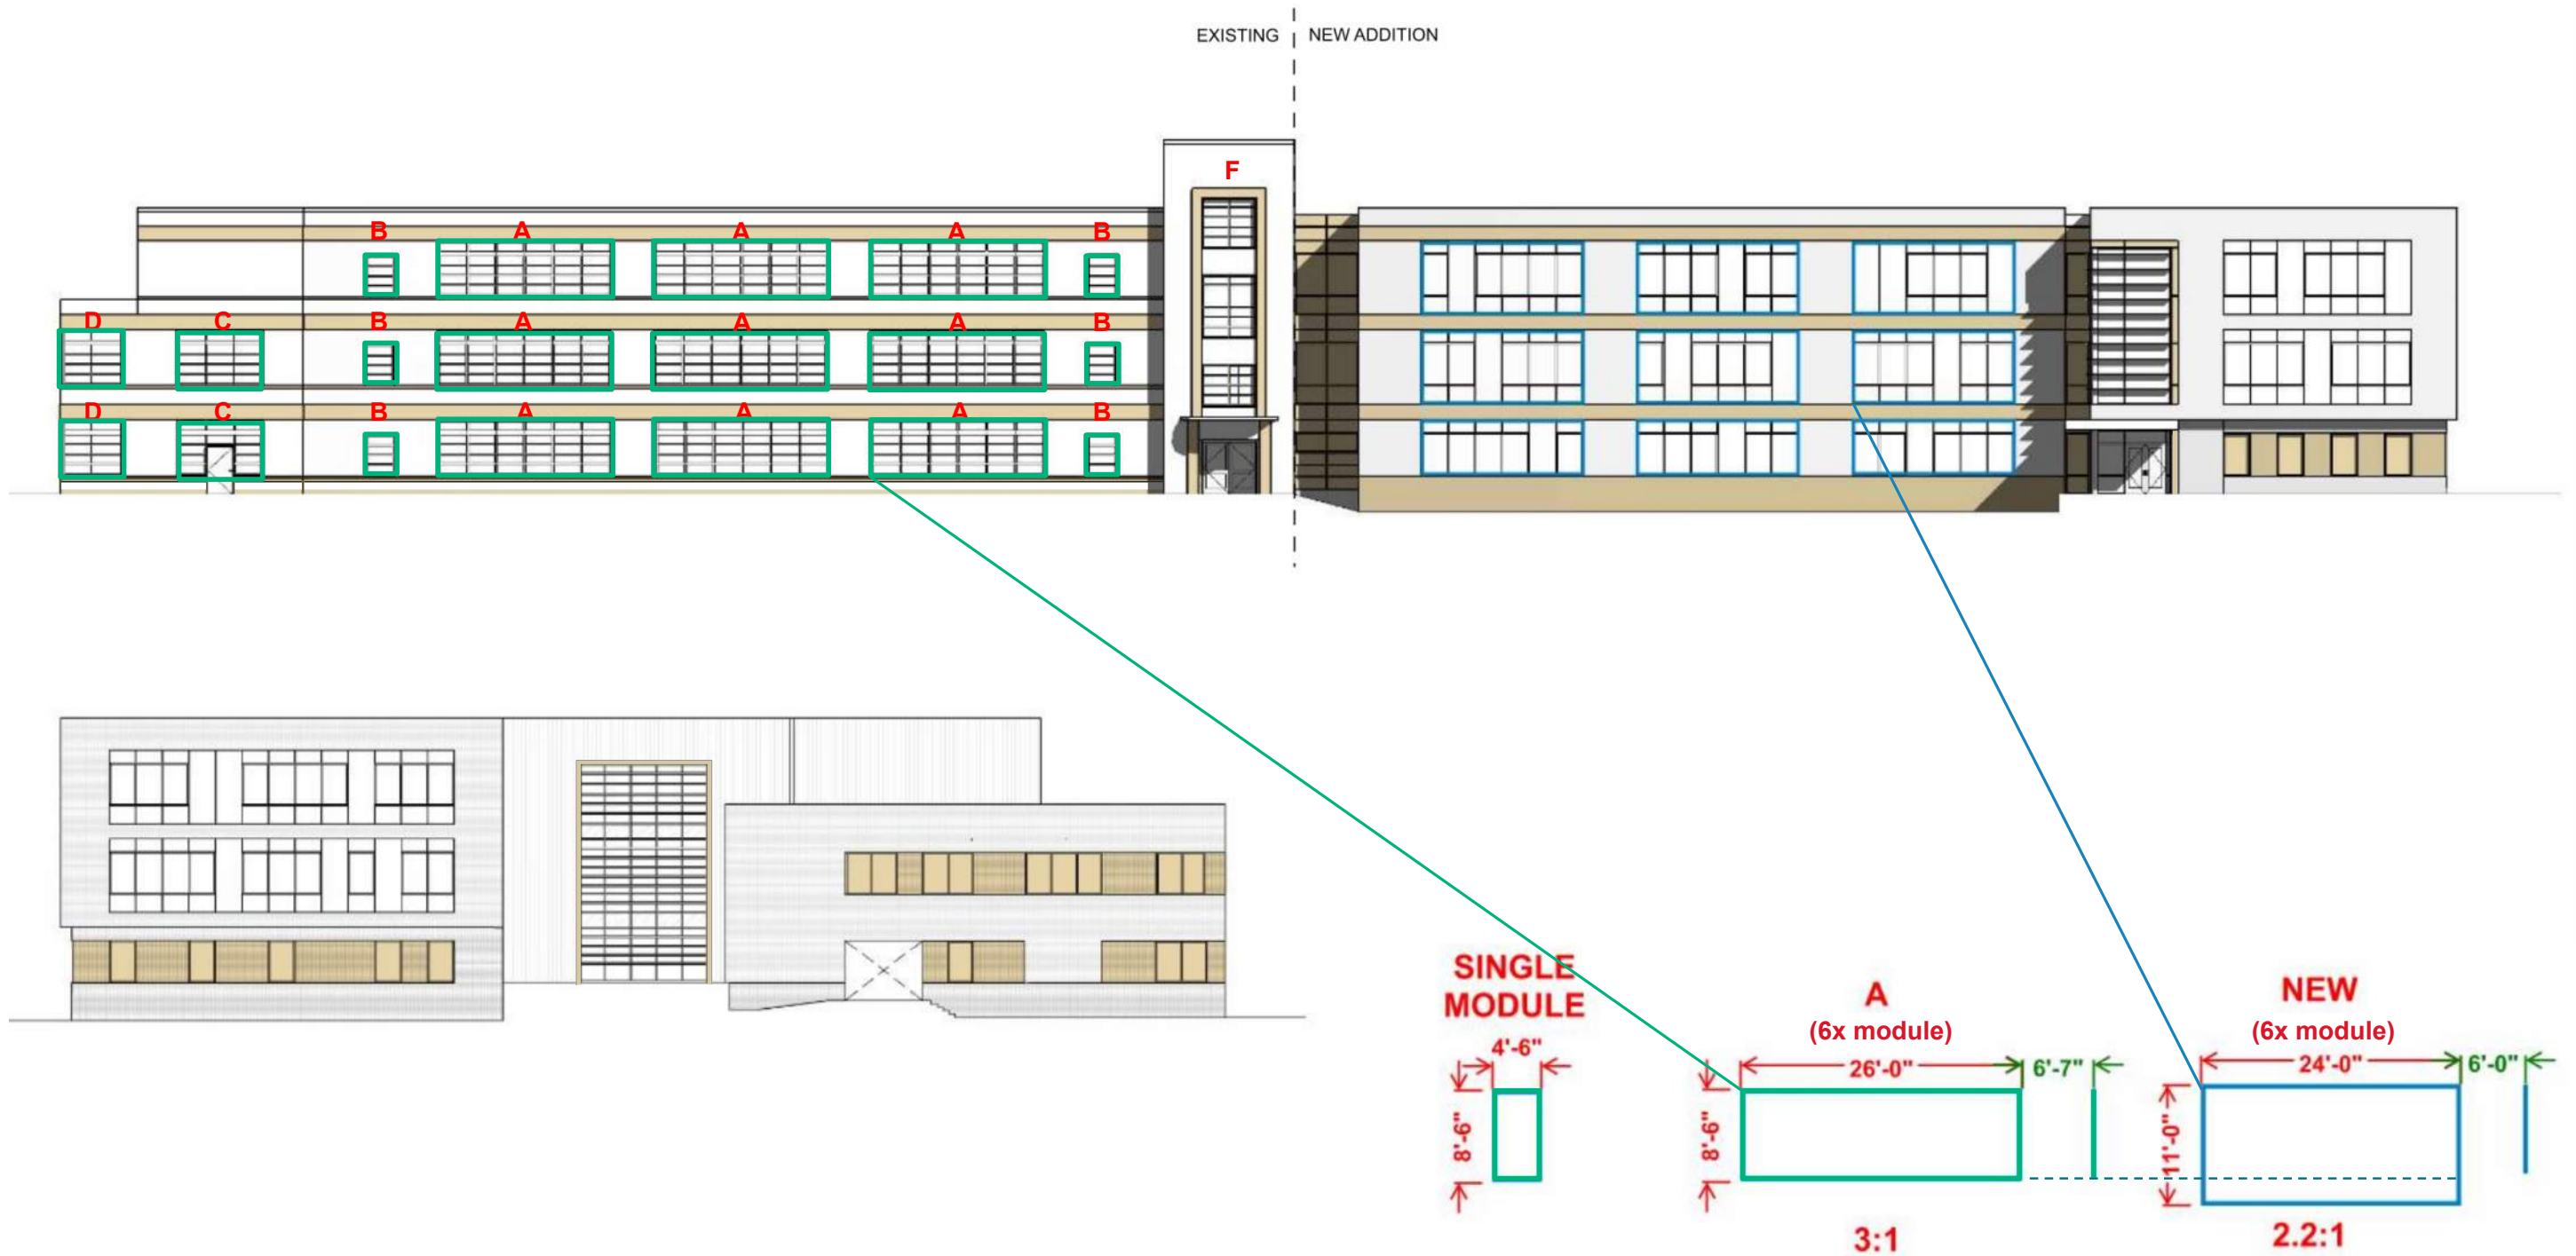 EXISTING NEW ADDITION
F
B A A A B
D C B A A A B
D C B A A A B
SINGLE
MODULE
4'-6"
8'-6"
A
(6x module)
26'-0" 6'-7"
8'-6"
3:1
NEW
(6x module)
24'-0" 6'-0"
11'-0"
2.2:1